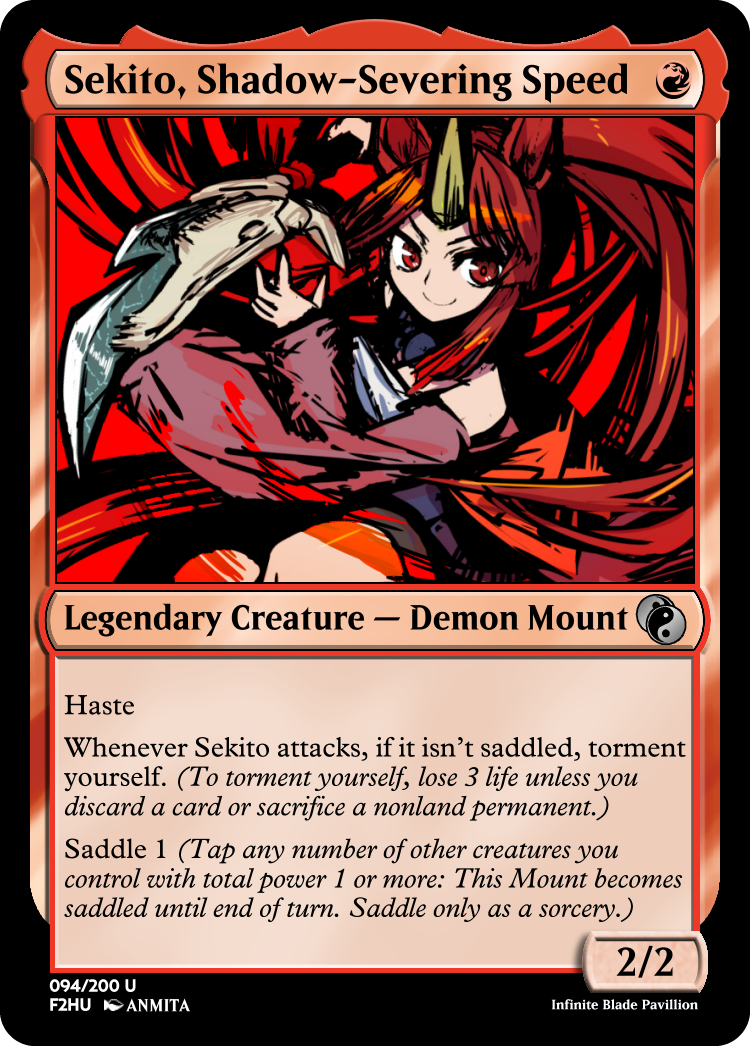 Sekito, Shadow-Severing Speed
Legendary Creature — Demon Mount
Haste
Whenever Sekito attacks, if it isn't saddled, torment
yourself. (To torment yourself, lose 3 life unless you
discard a card or sacrifice a nonland permanent.)
Saddle 1 (Tap any number of other creatures you
control with total power 1 or more: This Mount becomes
saddled until end of turn. Saddle only as a sorcery.)
2/2
094/200 U
F2HU ANMITA
Infinite Blade Pavillion